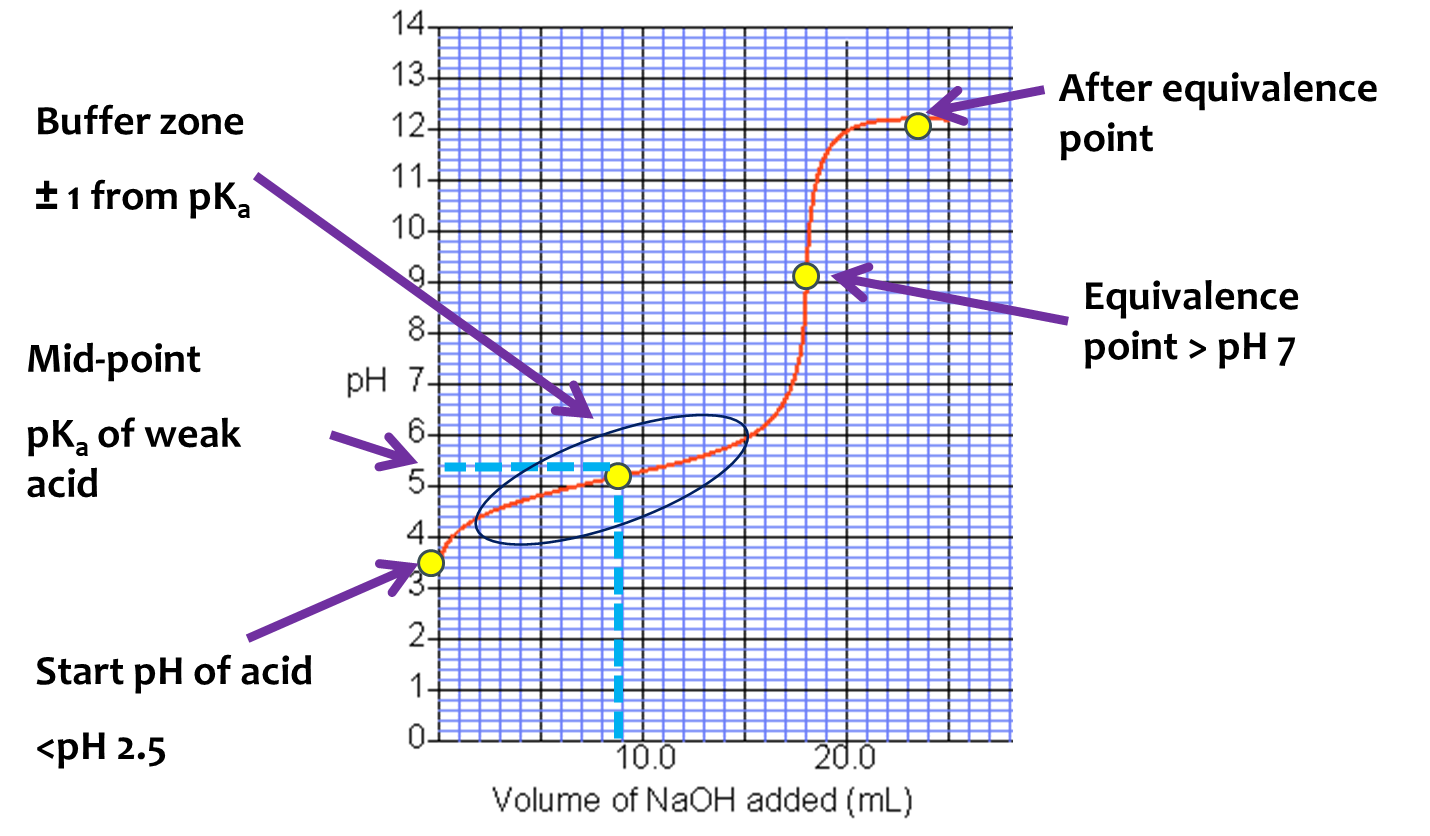 Buffer zone
± 1 from pKₐ
Mid-point
pKₐ of weak
acid
Start pH of acid
<pH 2.5
14
13
12
11
10
9
8
pH 7
6
5
4
3
2
1
0
10.0 20.0
Volume of NaOH added (mL)
After equivalence
point
Equivalence
point > pH 7